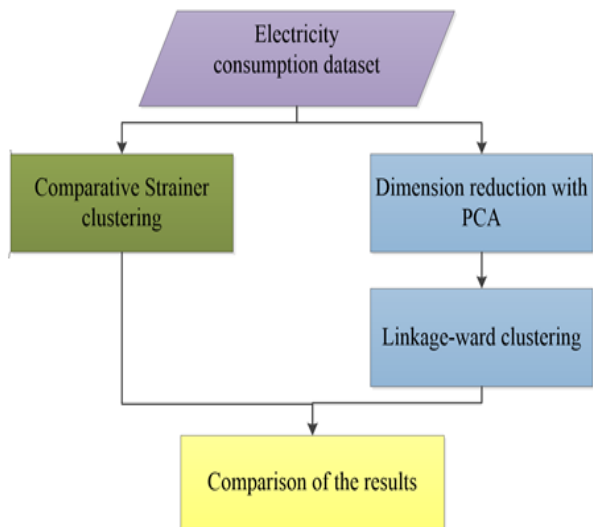 Electricity
consumption dataset
Comparative Strainer
clustering
Dimension reduction with
PCA
Linkage-ward clustering
Comparison of the results